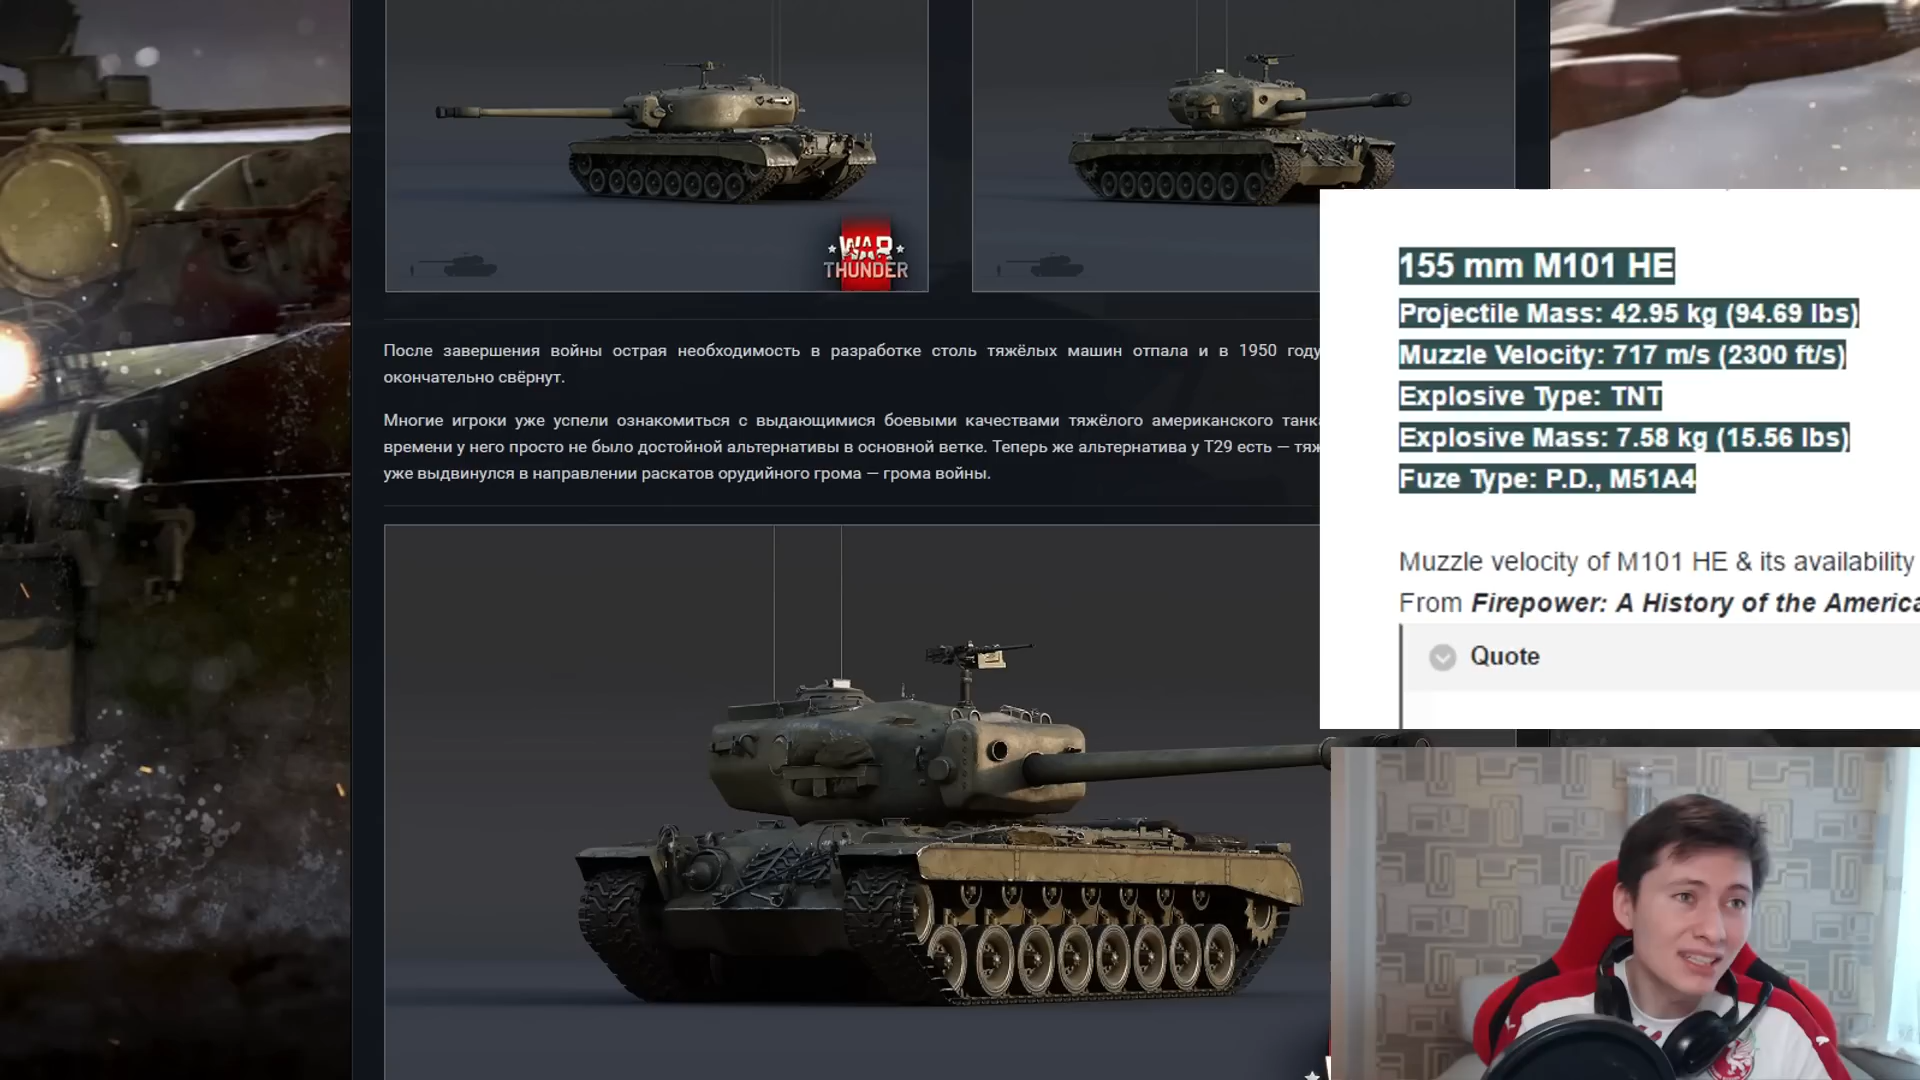 WAR
THUNDER
После завершения войны острая необходимость в разработке столь тяжёлых машин отпала и в 1950 году
окончательно свёрнут.
Многие игроки уже успели ознакомиться с выдающимися боевыми качествами тяжёлого американского танка
времени у него просто не было достойной альтернативы в основной ветке. Теперь же альтернатива у Т29 есть — тяж
уже выдвинулся в направлении раскатов орудийного грома — грома войны.
155 mm M101 HE
Projectile Mass: 42.95 kg (94.69 lbs)
Muzzle Velocity: 717 m/s (2300 ft/s)
Explosive Type: TNT
Explosive Mass: 7.58 kg (15.56 lbs)
Fuze Type: P.D., M51A4
Muzzle velocity of M101 HE & its availability
From Firepower: A History of the America
Quote